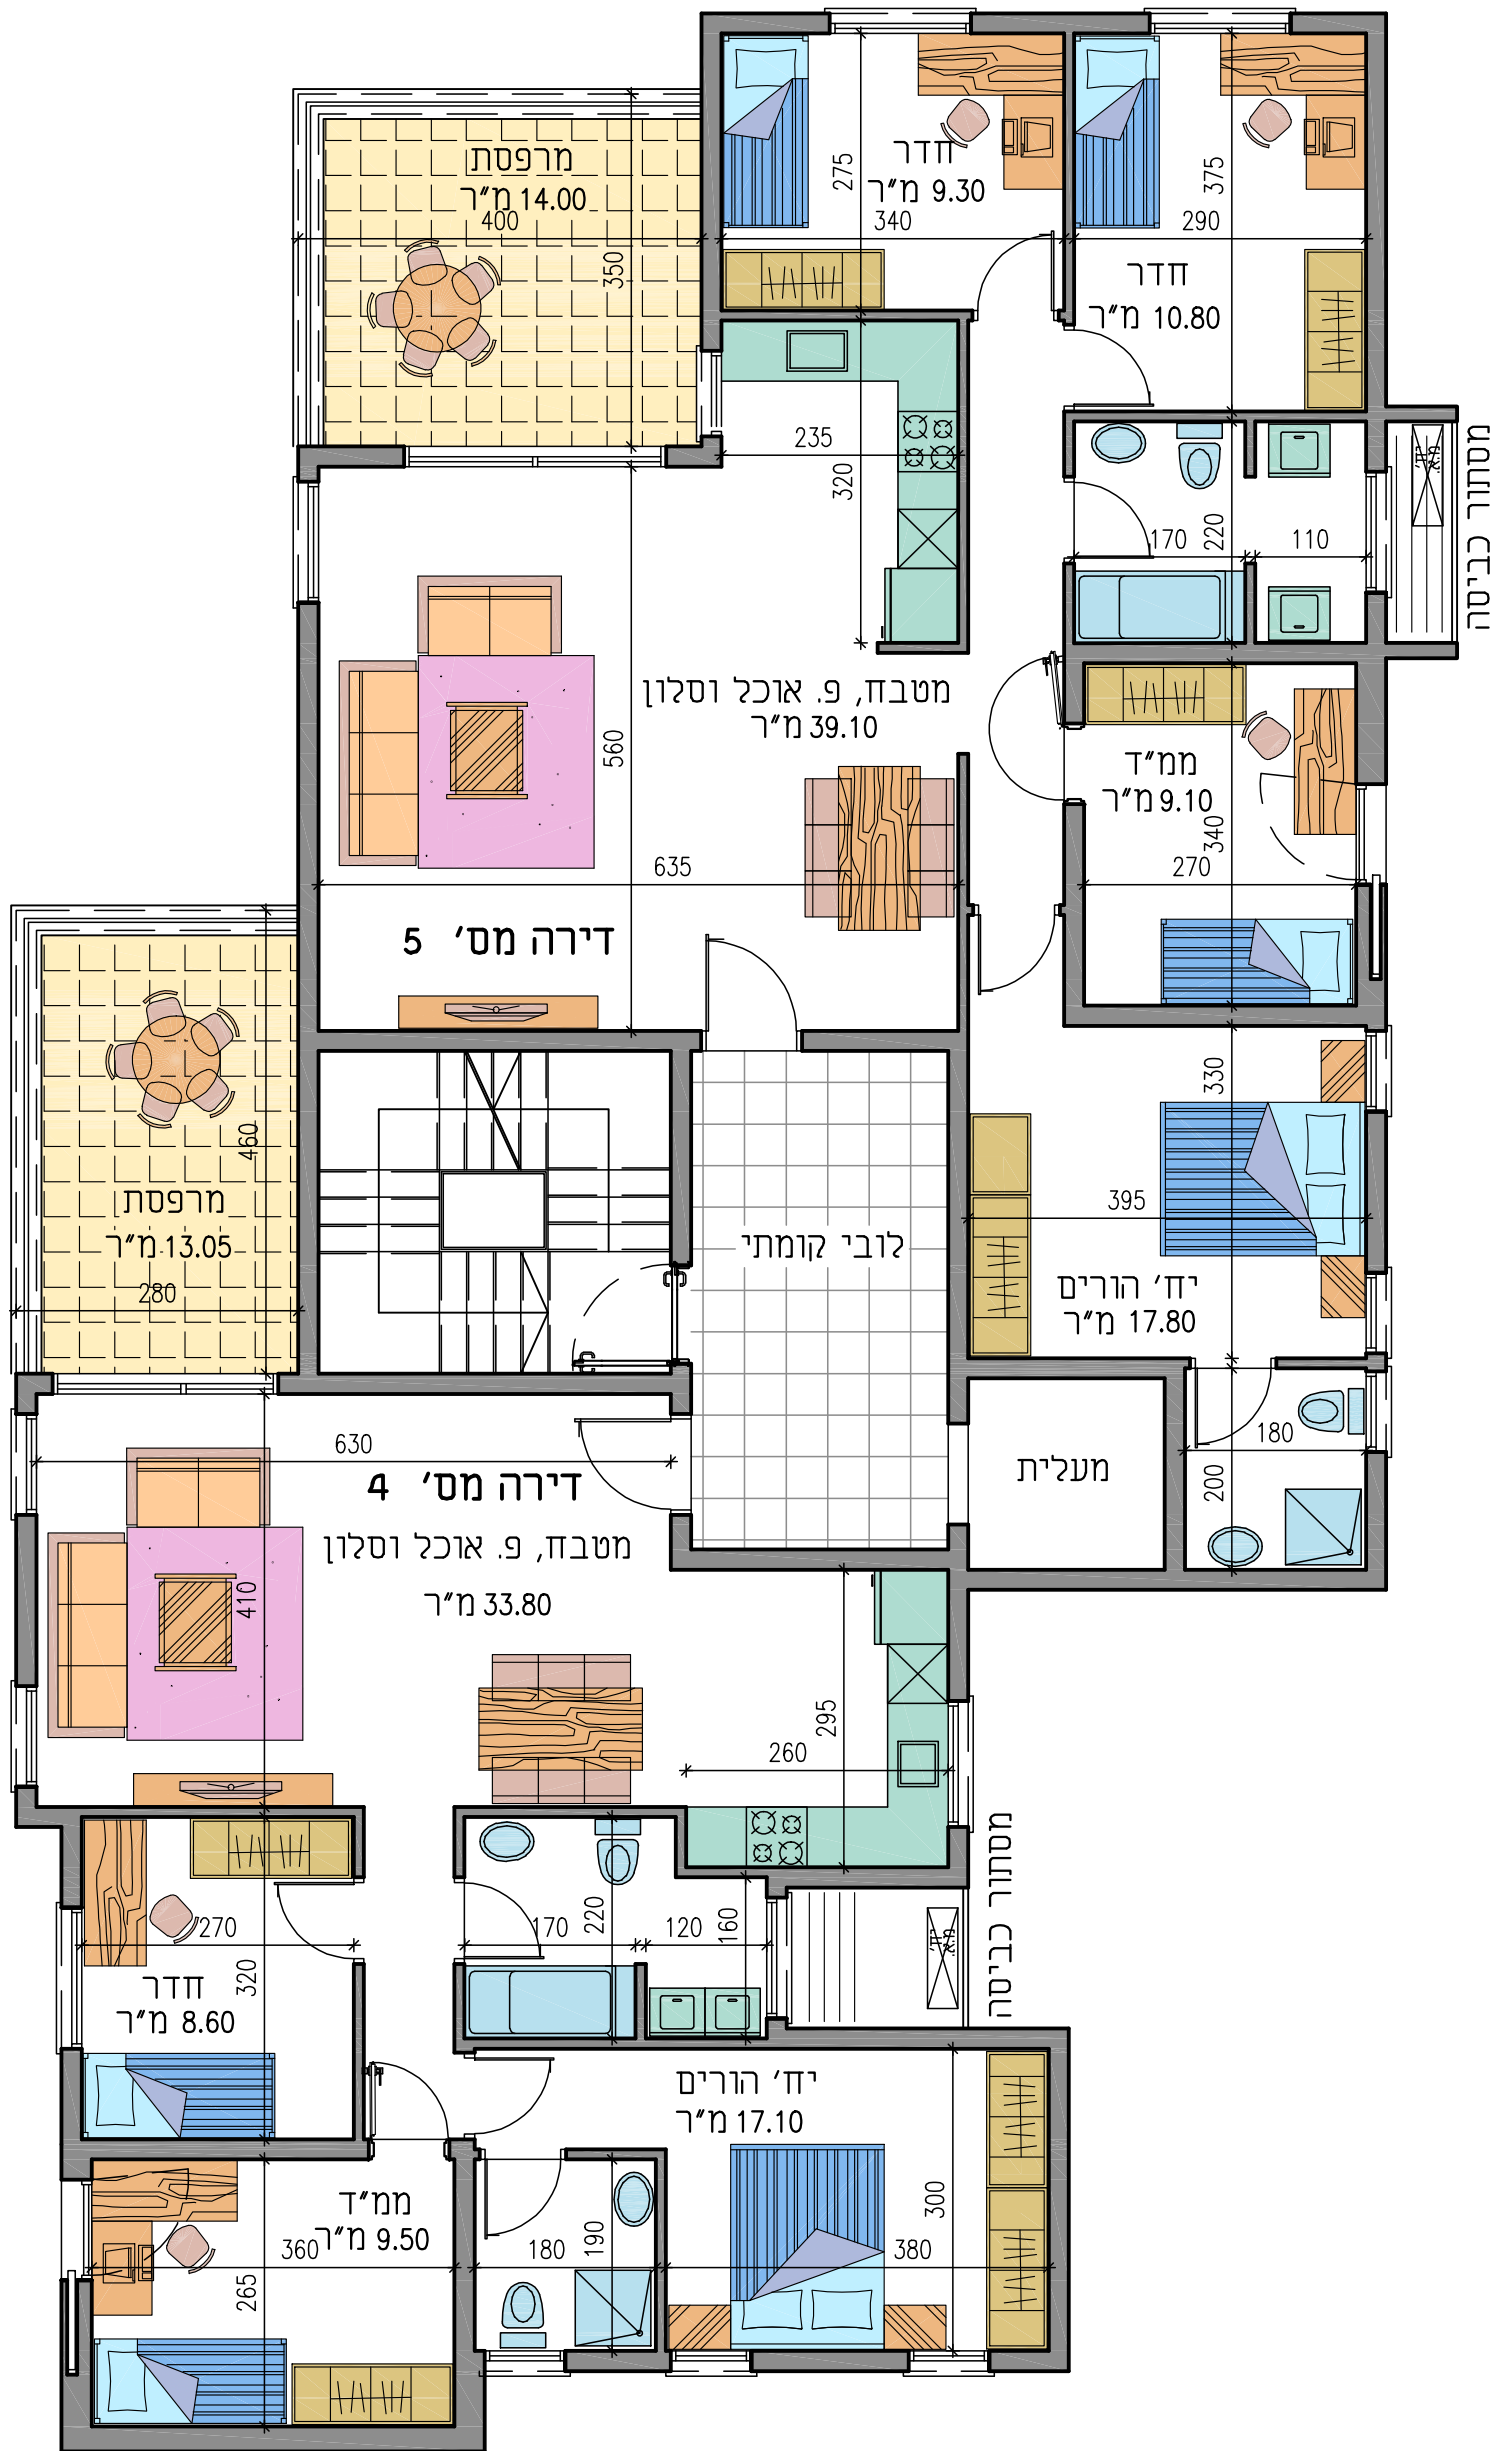 מרפסת
14.00 מ"ר
400
350
חדר
9.30 מ"ר
275
340
375
290
חדר
10.80 מ"ר
235
320
170
220
110
מ.א.
יח'
מסתור כביסה
מטבח, פ. אוכל וסלון
39.10 מ"ר
560
635
ממ"ד
9.10 מ"ר
340
270
דירה מס' 5
330
395
יח' הורים
17.80 מ"ר
460
מרפסת
13.05 מ"ר
280
לובי קומתי
מעלית
180
200
630
דירה מס' 4
מטבח, פ. אוכל וסלון
33.80 מ"ר
410
295
260
מסתור כביסה
מ.א.
יח'
270
320
חדר
8.60 מ"ר
170
220
120
160
יח' הורים
17.10 מ"ר
ממ"ד
9.50 מ"ר
360
265
180
190
300
380